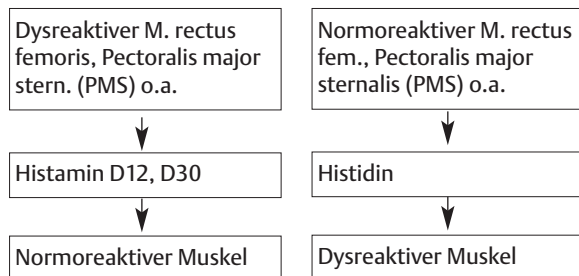 Dysreaktiver M. rectus
femoris, Pectoralis major
stern. (PMS) o.a.
Histamin D12, D30
Normoreaktiver Muskel
Normoreaktiver M. rectus
fem., Pectoralis major
sternalis (PMS) o.a.
Histidin
Dysreaktiver Muskel